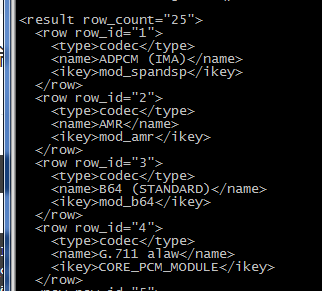 <result row_count="25">
  <row row_id="1">
    <type>codec</type>
    <name>ADPCM (IMA)</name>
    <ikey>mod_spandsp</ikey>
  </row>
  <row row_id="2">
    <type>codec</type>
    <name>AMR</name>
    <ikey>mod_amr</ikey>
  </row>
  <row row_id="3">
    <type>codec</type>
    <name>B64 (STANDARD)</name>
    <ikey>mod_b64</ikey>
  </row>
  <row row_id="4">
    <type>codec</type>
    <name>G.711 alaw</name>
    <ikey>CORE_PCM_MODULE</ikey>
  </row>